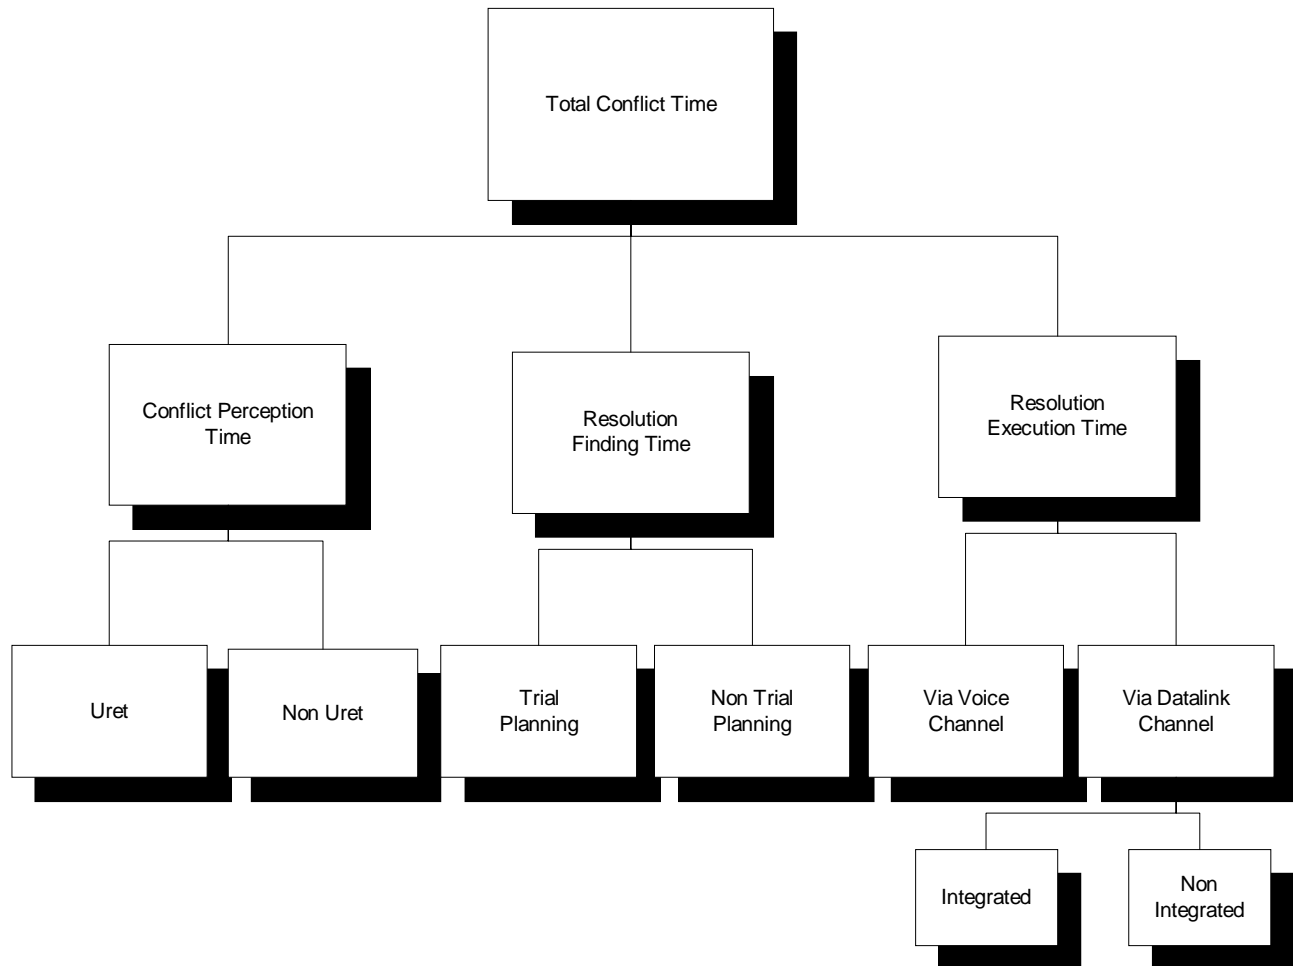 Total Conflict Time
Conflict Perception
Time
Resolution
Finding Time
Resolution
Execution Time
Uret
Non Uret
Trial
Planning
Non Trial
Planning
Via Voice
Channel
Via Datalink
Channel
Integrated
Non
Integrated